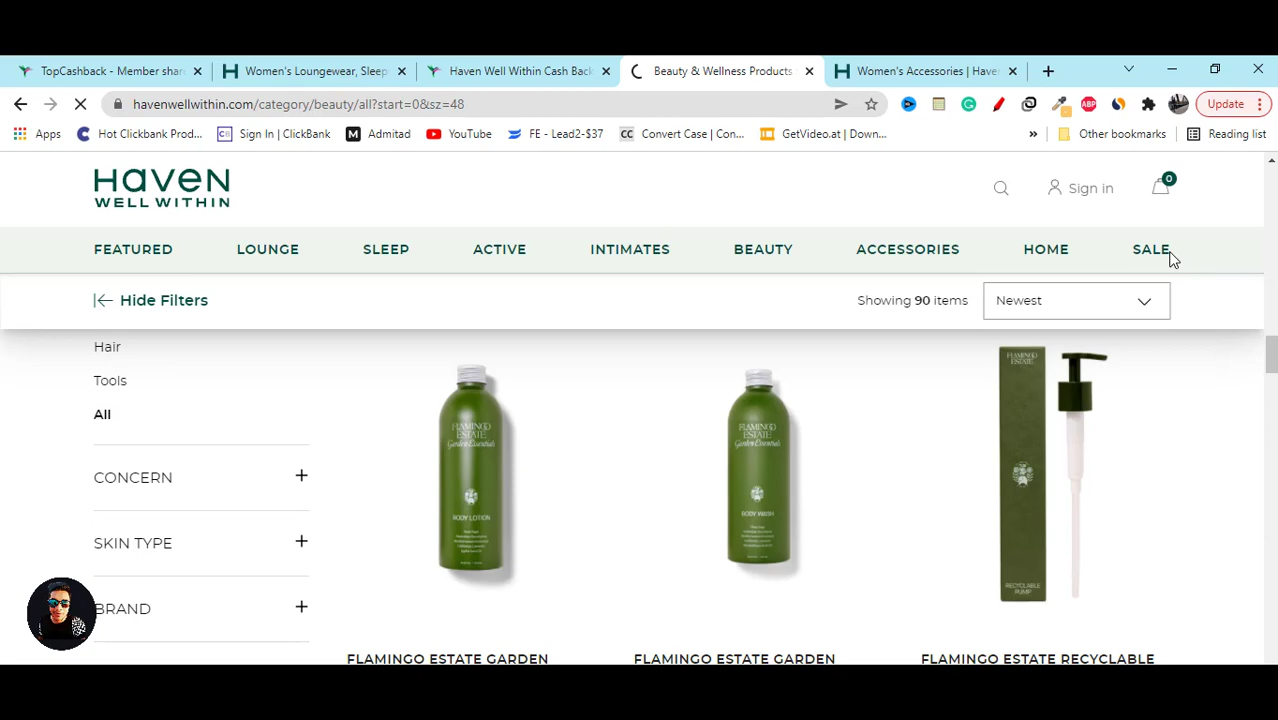 TopCashback - Member shar
Women's Loungewear, Sleep
Haven Well Within Cash Back
Beauty & Wellness Products
Women's Accessories | Haven
havenwellwithin.com/category/beauty/all?start=0&sz=48
ABP
Update
Apps
Hot Clickbank Prod...
Sign In | ClickBank
Admitad
YouTube
FE - Lead2-$37
CC Convert Case | Con...
GetVideo.at | Dow...
Other bookmarks
Reading list
HaVEN
WELL WITHIN
Sign in
0
FEATURED LOUNGE SLEEP ACTIVE INTIMATES BEAUTY ACCESSORIES HOME SALE
Hide Filters
Showing 90 items
Newest
Hair
Tools
All
CONCERN +
SKIN TYPE +
BRAND +
FLAMINGO
ESTATE
Garden Essentials
BODY LOTION
FLAMINGO
ESTATE
Garden Essentials
BODY WASH
FLAMINGO
ESTATE
RECYCLABLE
PUMP
FLAMINGO ESTATE GARDEN
FLAMINGO ESTATE GARDEN
FLAMINGO ESTATE RECYCLABLE